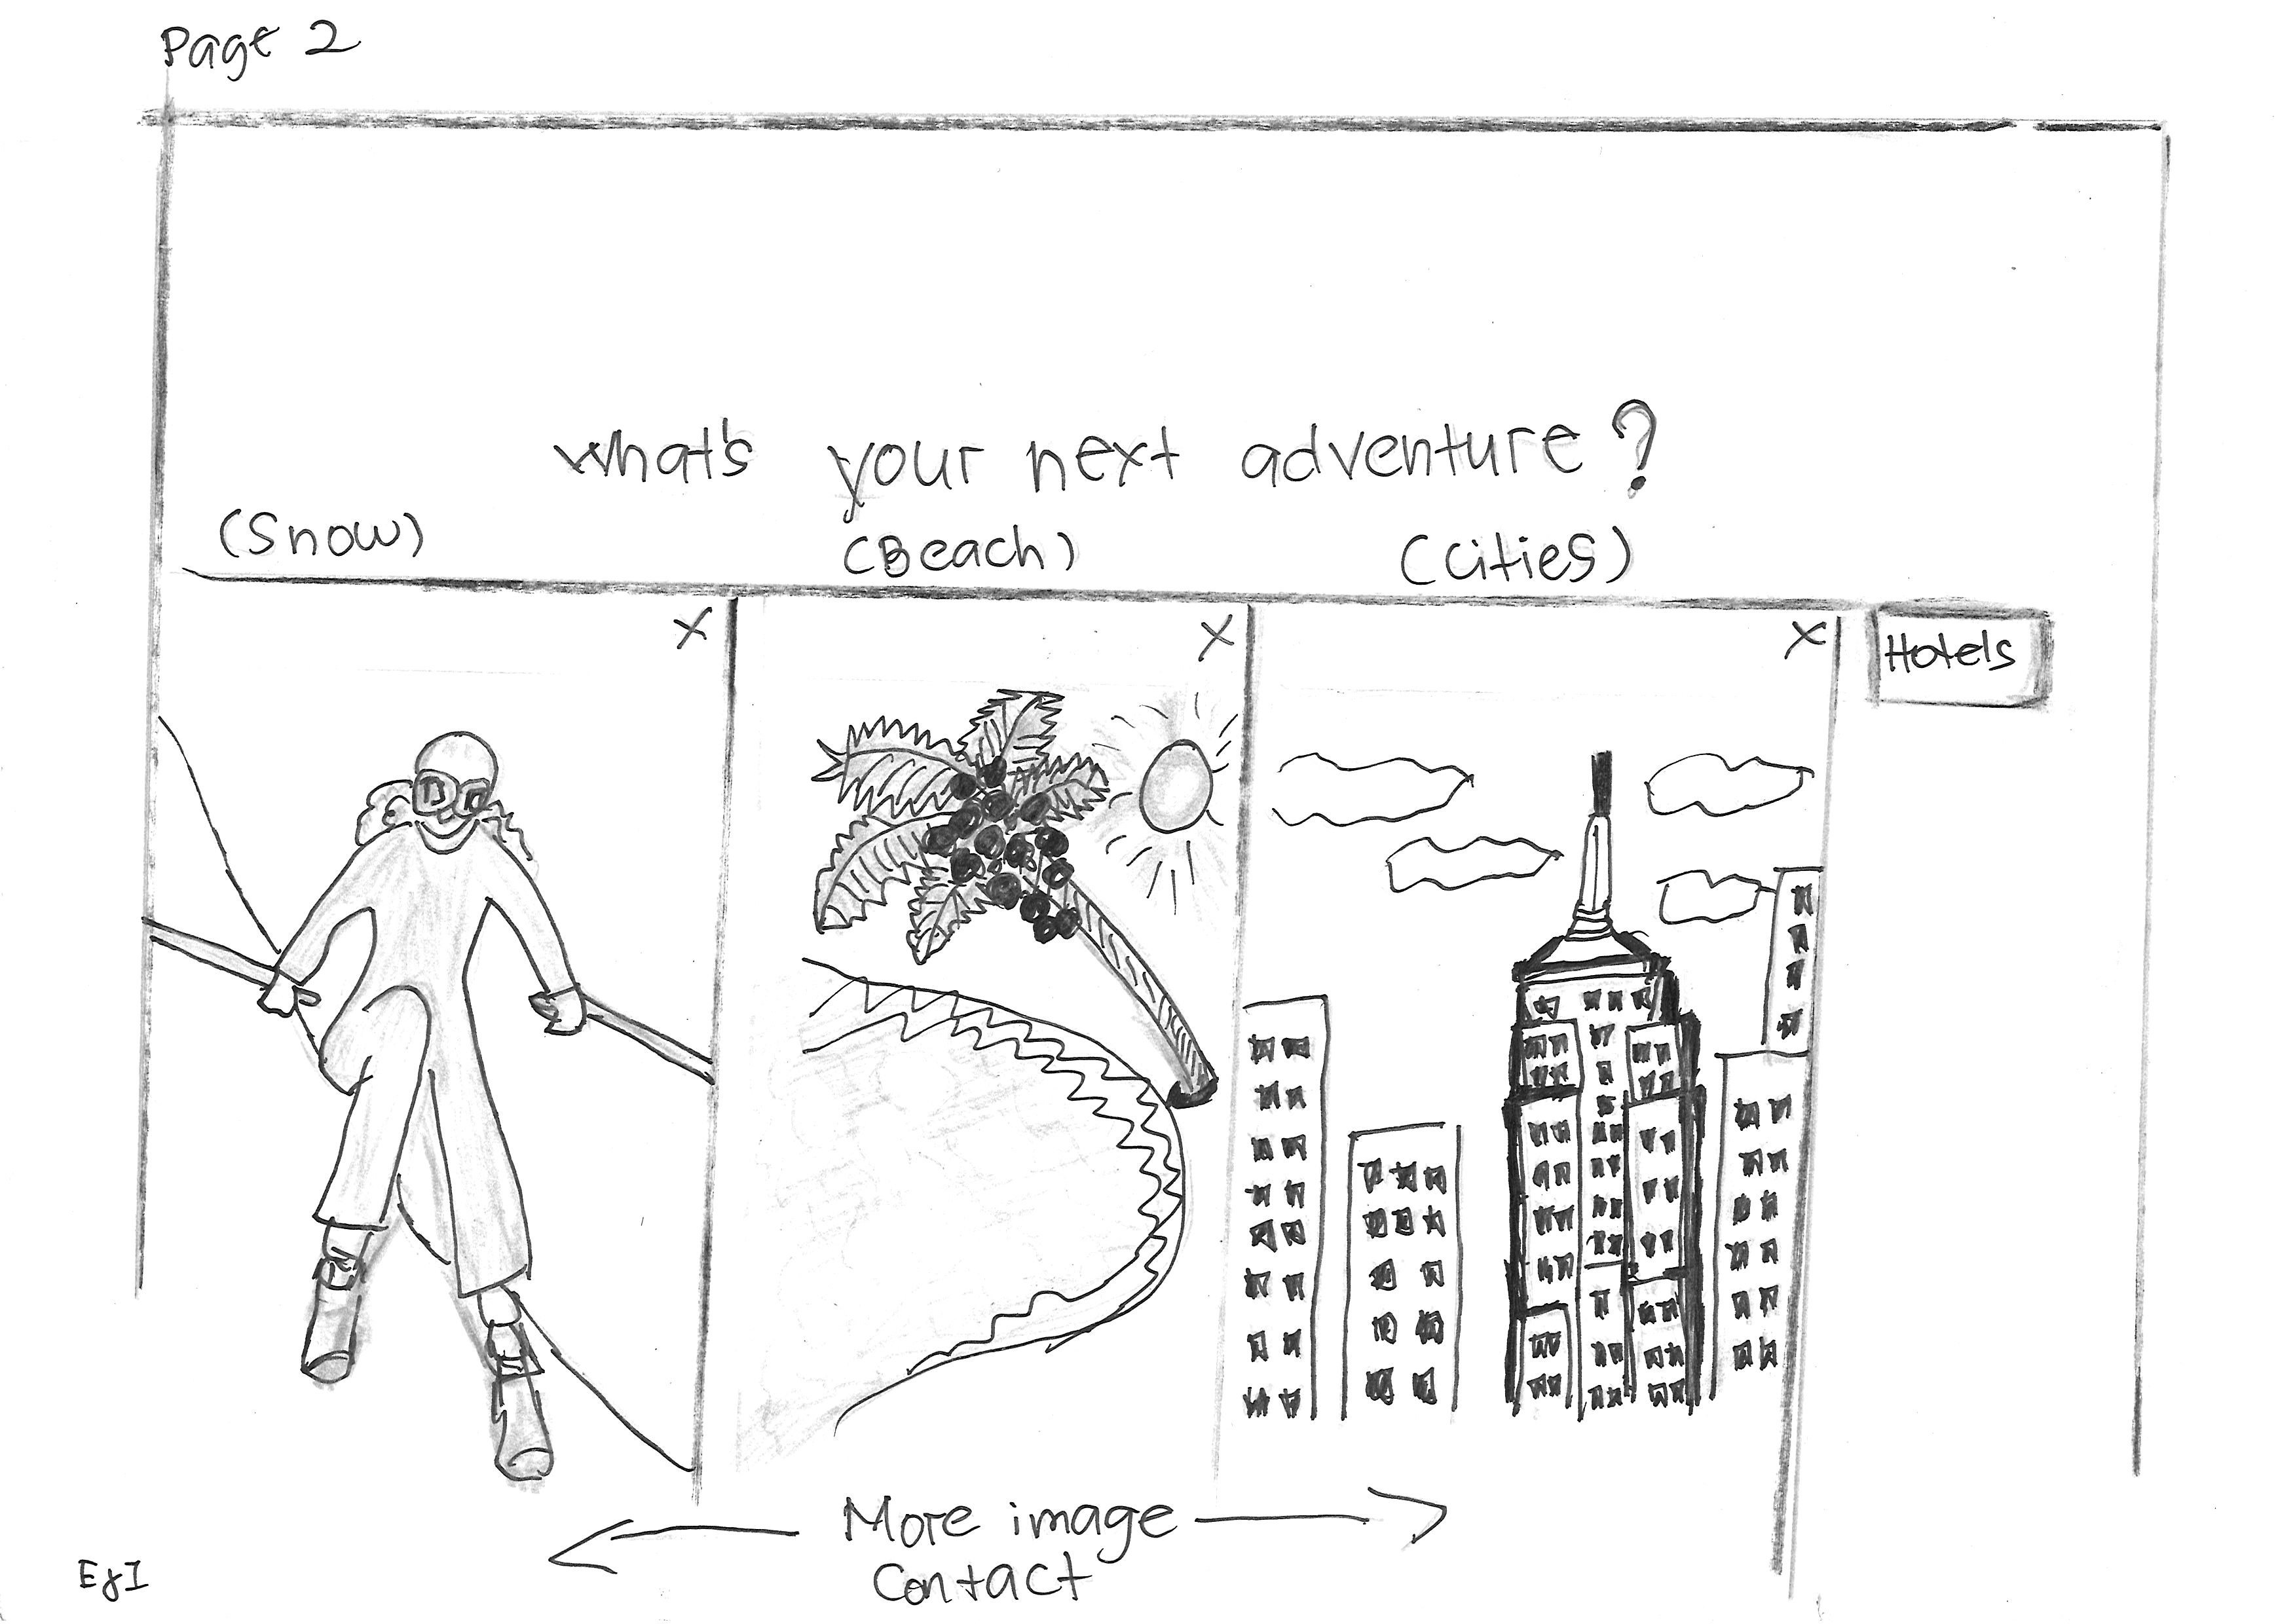 Page 2
what's your next adventure?
(Snow) (Beach) (Cities)
X X X
Hotels
More image
Contact